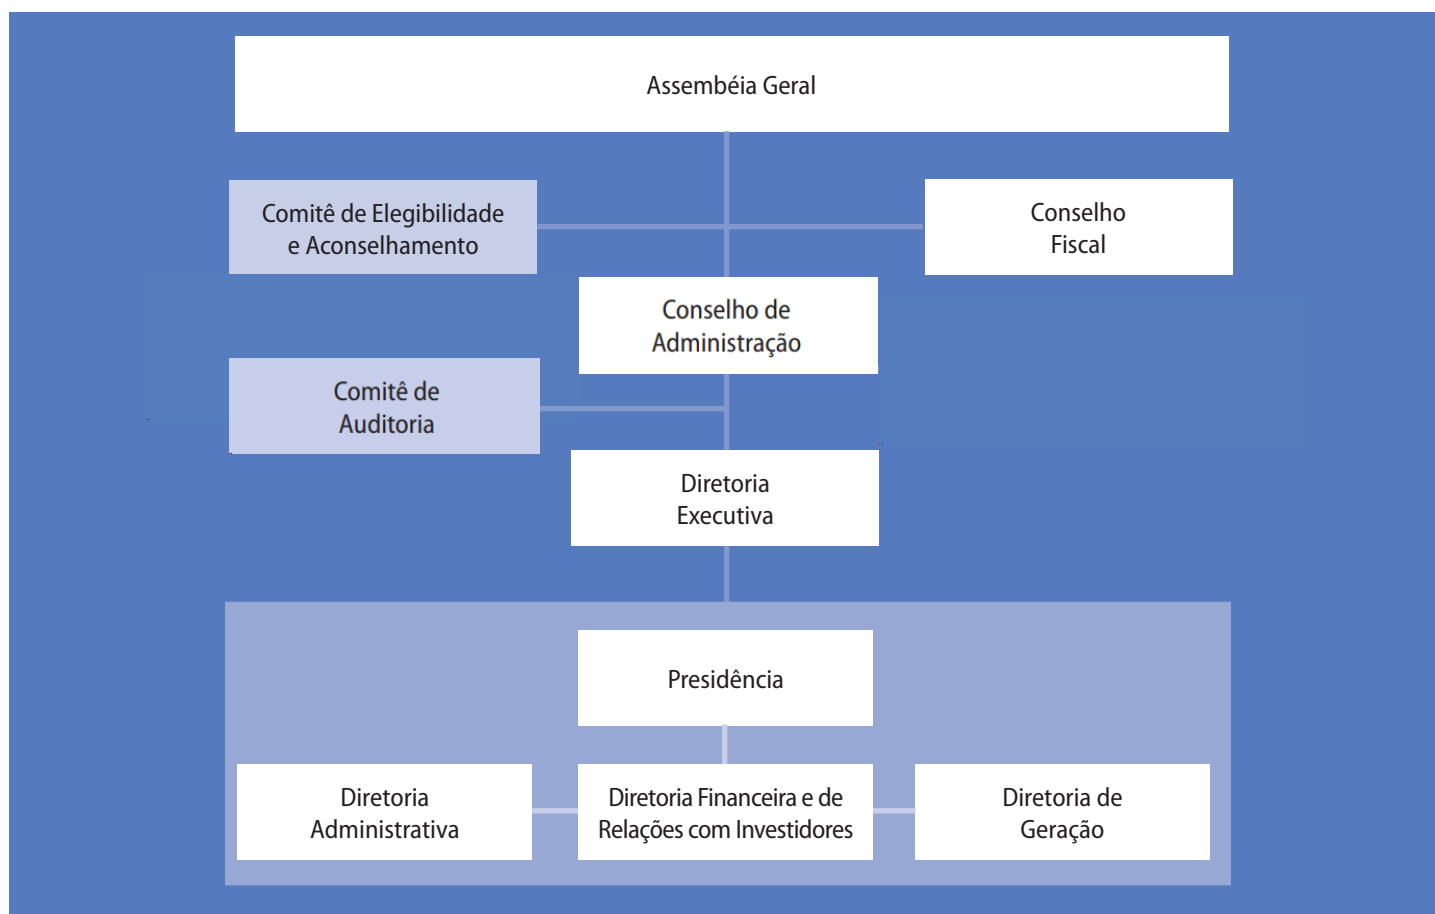 Assembéia Geral
Comitê de Elegibilidade
e Aconselhamento
Conselho
Fiscal
Conselho de
Administração
Comitê de
Auditoria
Diretoria
Executiva
Presidência
Diretoria
Administrativa
Diretoria Financeira e de
Relações com Investidores
Diretoria de
Geração